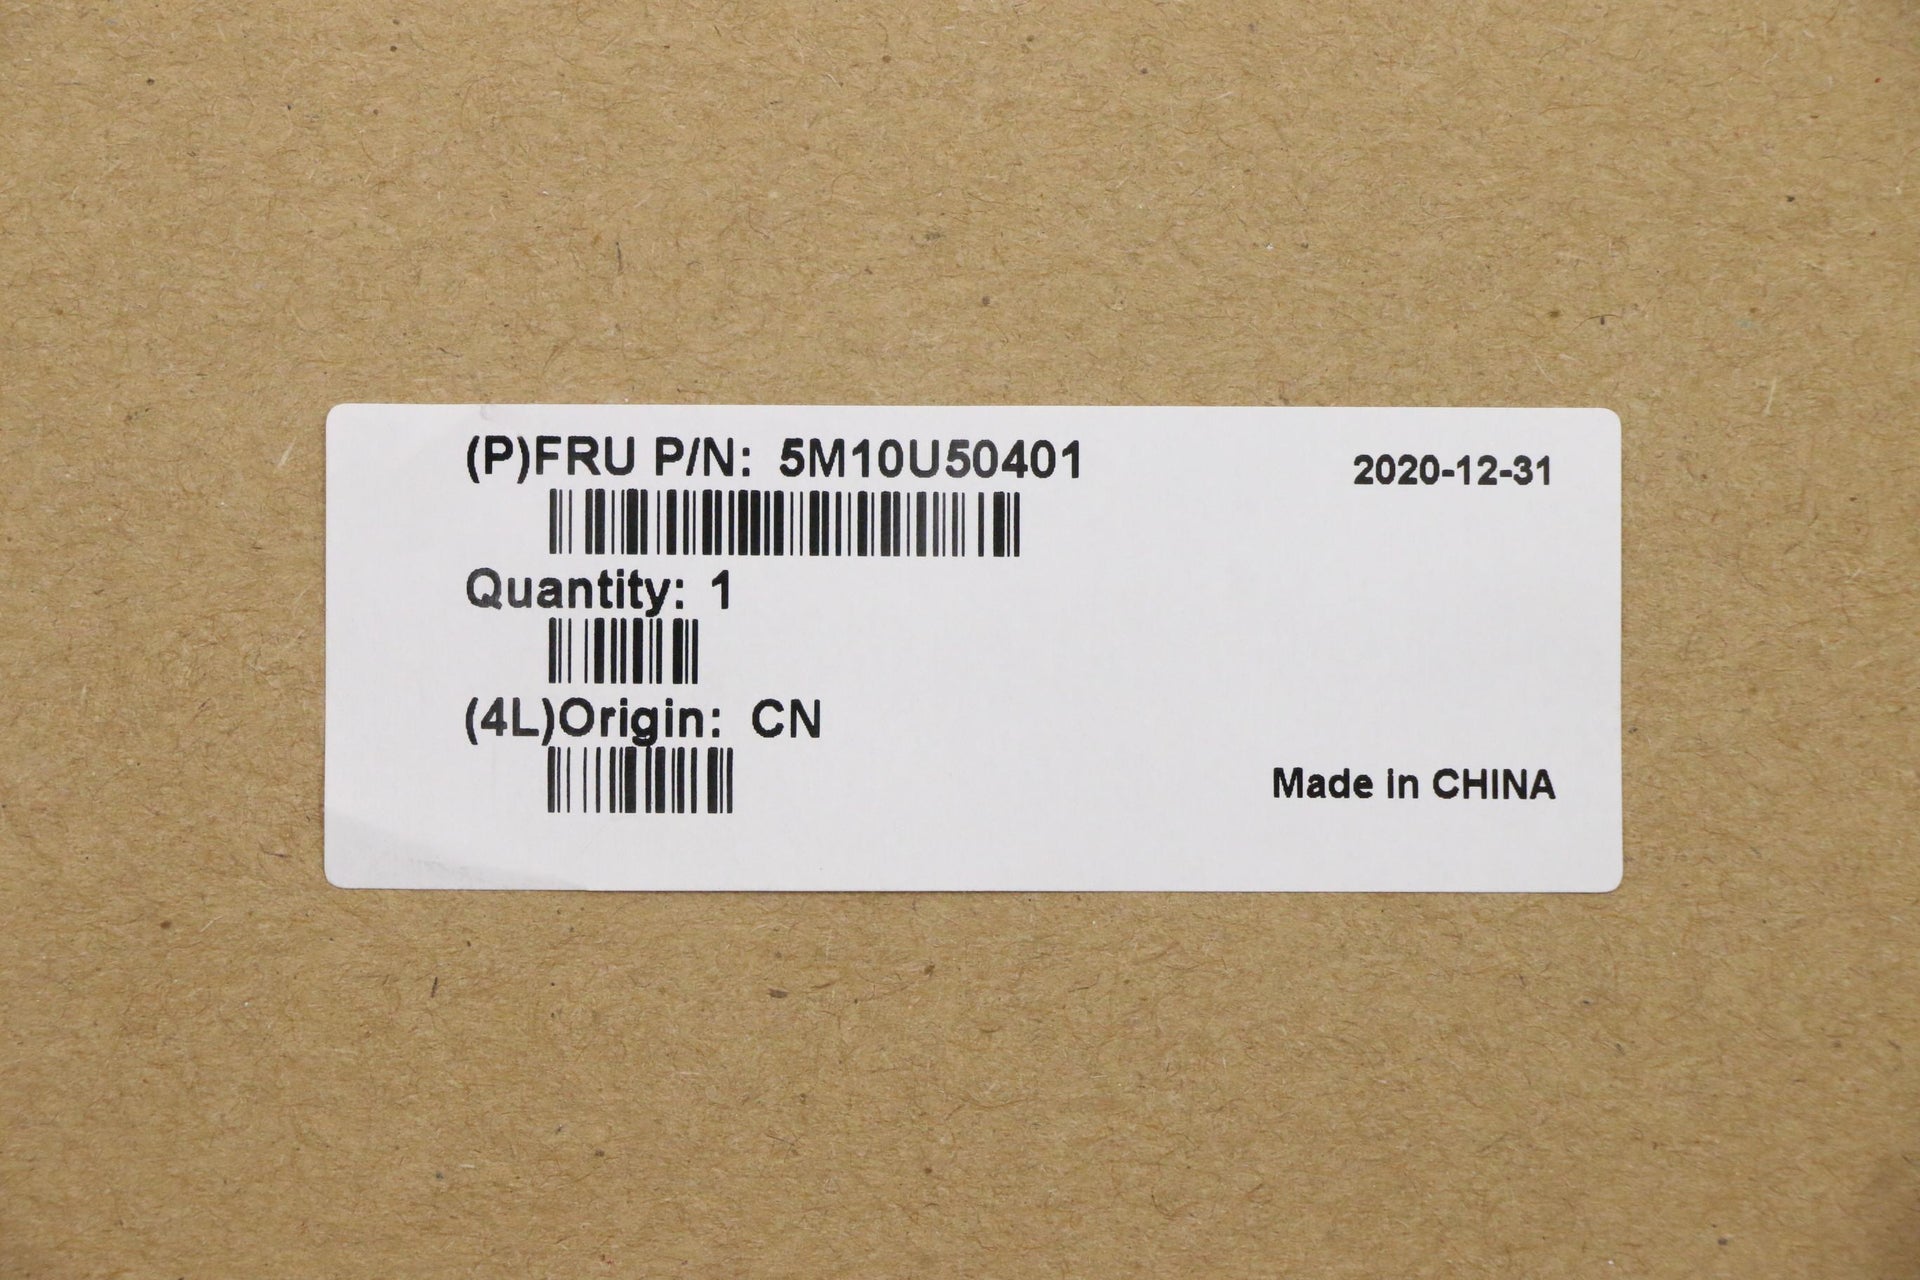 (P)FRU P/N: 5M10U50401
2020-12-31
Quantity: 1
(4L)Origin: CN
Made in CHINA